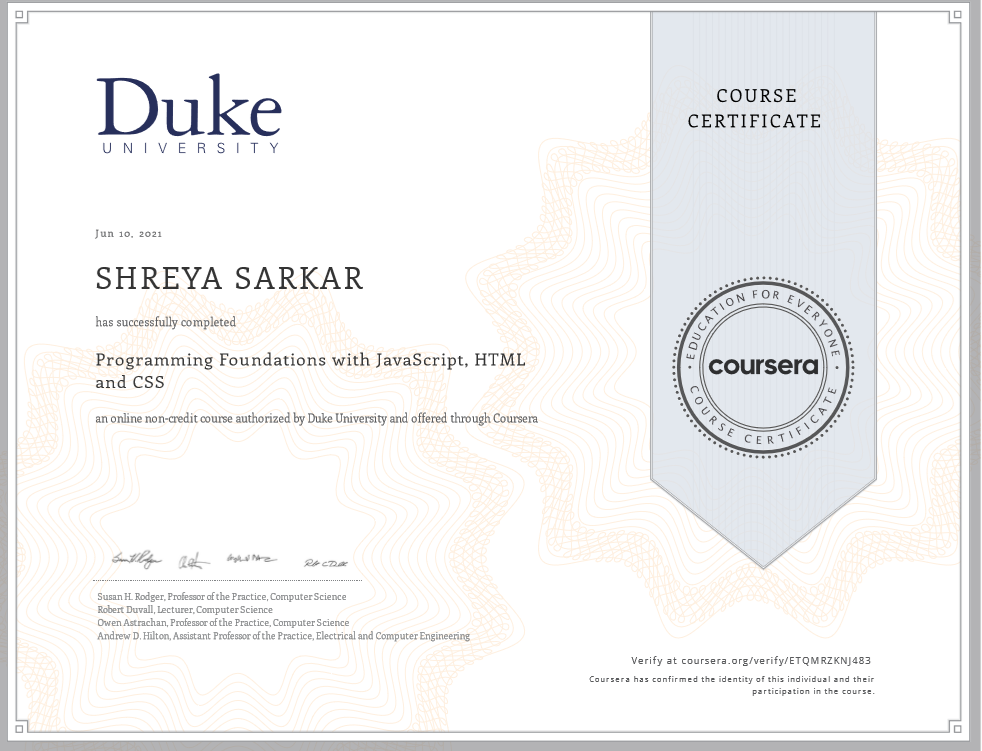 Duke
UNIVERSITY
COURSE
CERTIFICATE
Jun 10, 2021
SHREYA SARKAR
has successfully completed
Programming Foundations with JavaScript, HTML
and CSS
an online non-credit course authorized by Duke University and offered through Coursera
EDUCATION FOR EVERYONE
coursera
COURSE CERTIFICATE
Susan H. Rodger, Professor of the Practice, Computer Science
Robert Duvall, Lecturer, Computer Science
Owen Astrachan, Professor of the Practice, Computer Science
Andrew D. Hilton, Assistant Professor of the Practice, Electrical and Computer Engineering
Verify at coursera.org/verify/ETQMRZKNJ483
Coursera has confirmed the identity of this individual and their
participation in the course.